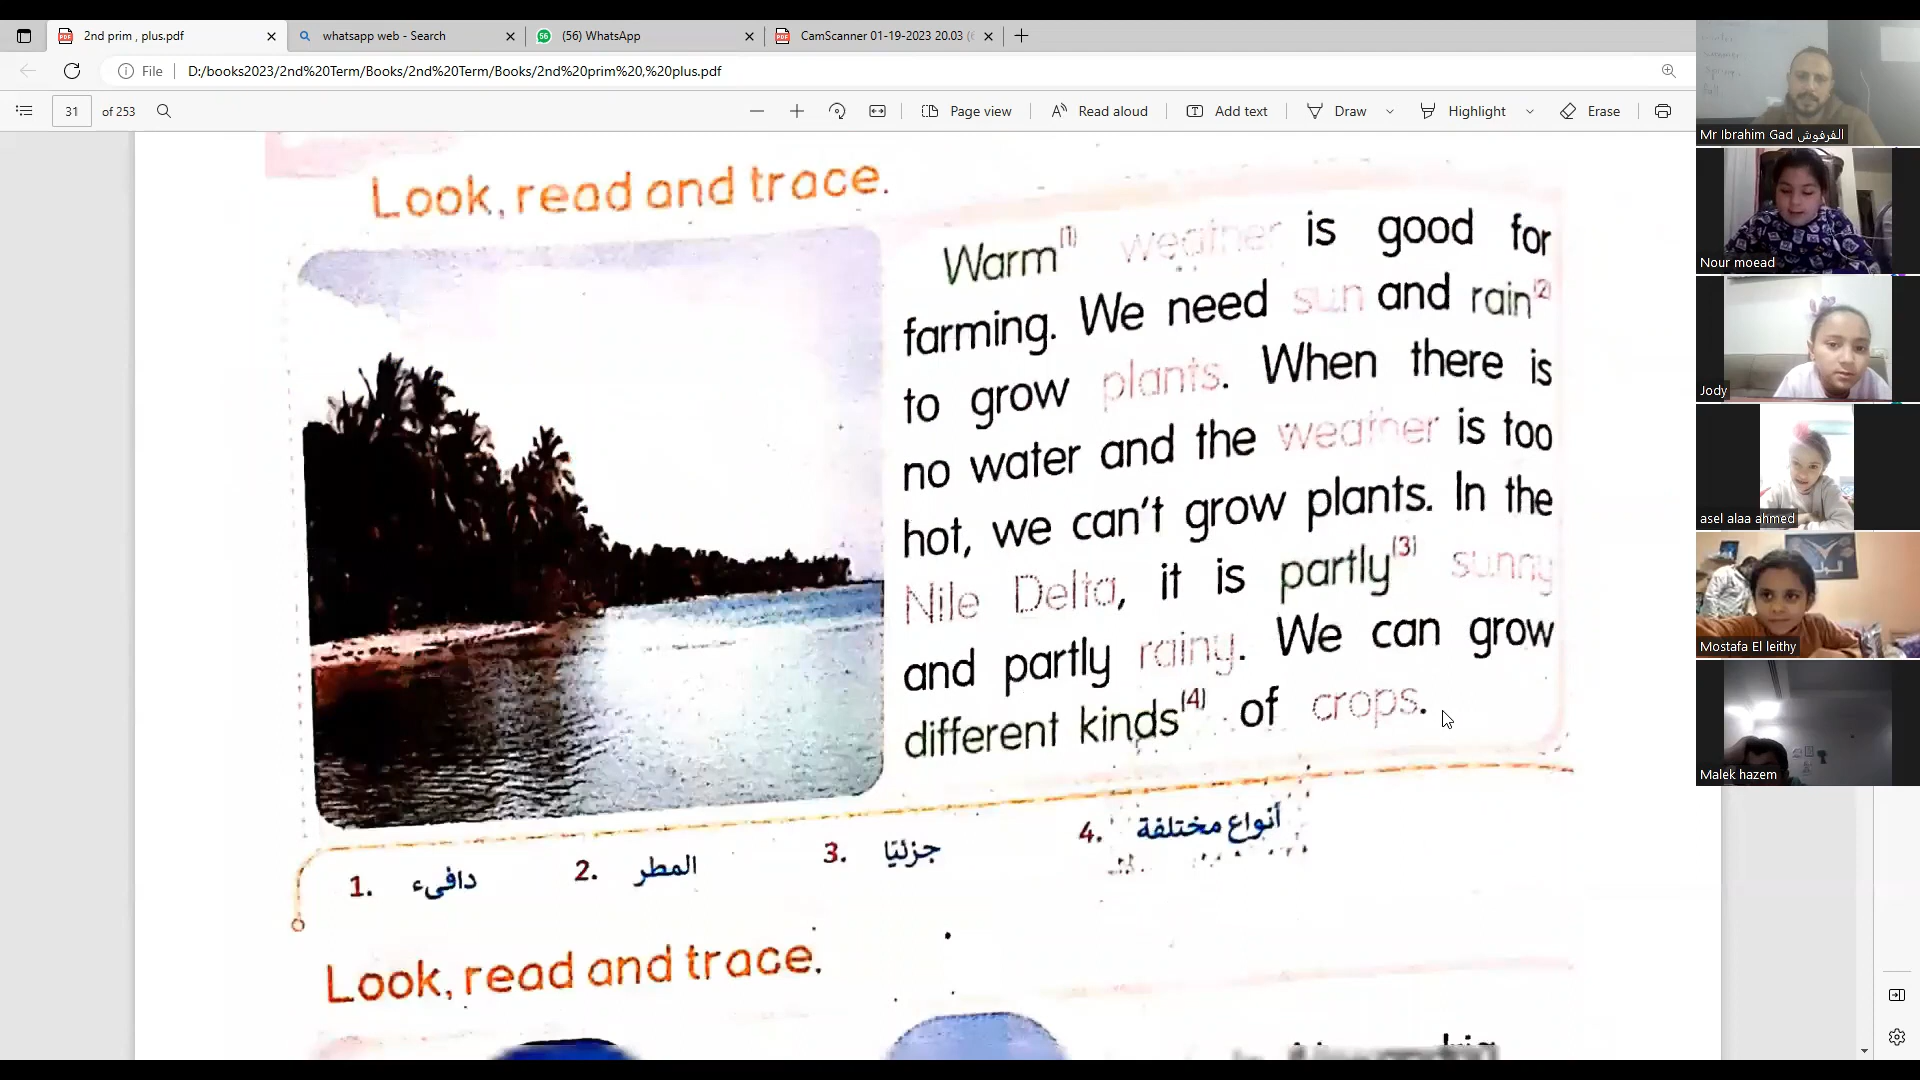 2nd prim , plus.pdf
whatsapp web - Search
(56) WhatsApp
CamScanner 01-19-2023 20.03
File
D:/books2023/2nd%20Term/Books/2nd%20Term/Books/2nd%20prim%20,%20plus.pdf
31 of 253
Page view
Read aloud
Add text
Draw
Highlight
Erase
Look, read and trace.
Warm(1) weather is good for
farming. We need sun and rain(2)
to grow plants. When there is
no water and the weather is too
hot, we can't grow plants. In the
Nile Delta, it is partly(3) sunny
and partly rainy. We can grow
different kinds(4) of crops.
1. دافىء
2. المطر
3. جزئيًا
4. أنواع مختلفة
Look, read and trace.
Mr Ibrahim Gad الفرفوش
Nour moead
Jody
asel alaa ahmed
Mostafa El leithy
Malek hazem